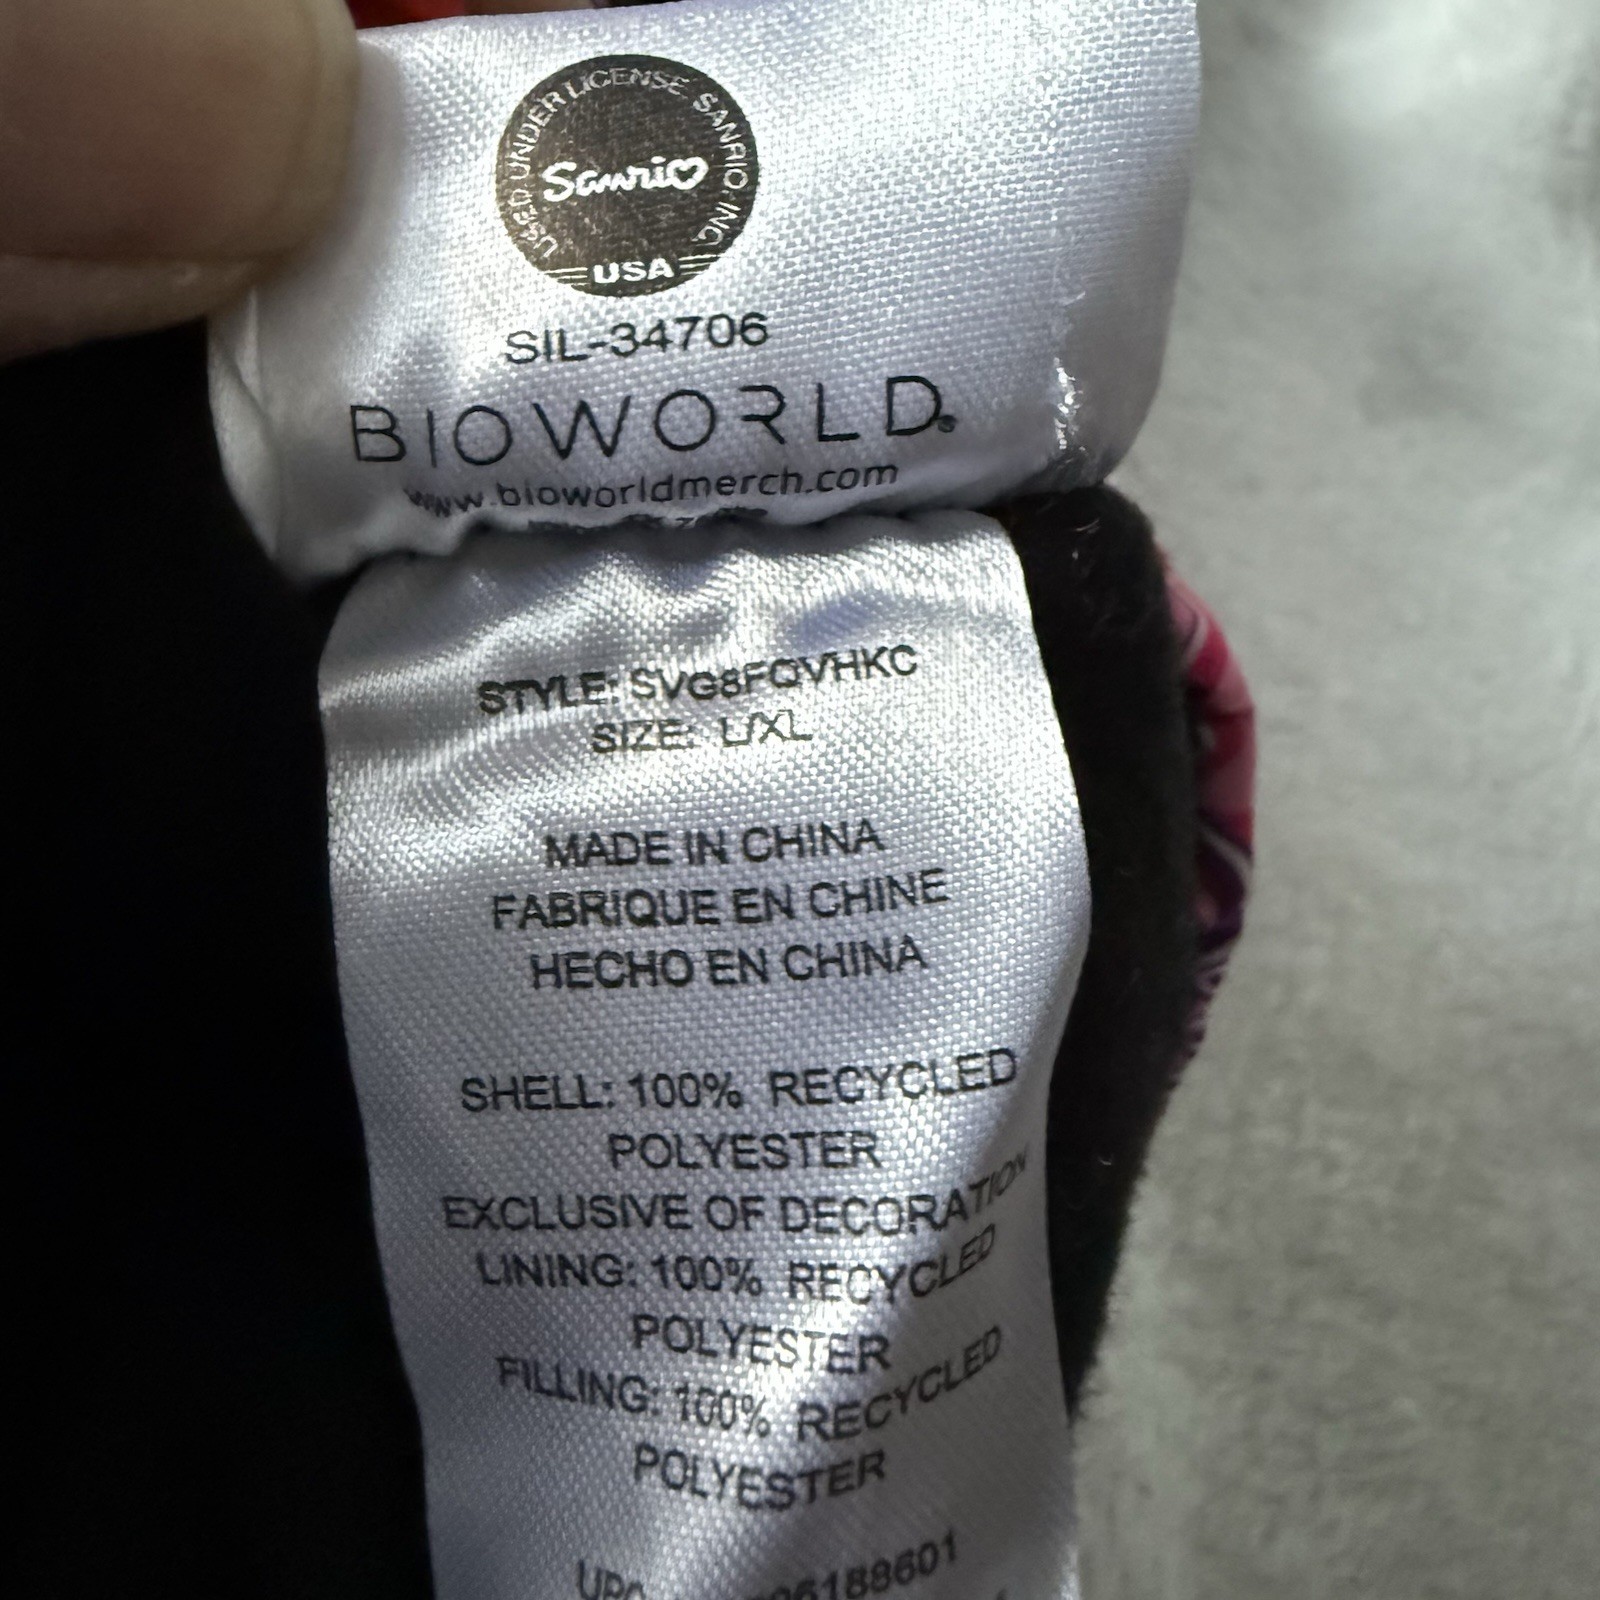 USED UNDER LICENSE SANRIO, INC.
Sanrio
USA
SIL-34706
BIOWORLD®
www.bioworldmerch.com
STYLE: SVG8FQVHKC
SIZE: L/XL
MADE IN CHINA
FABRIQUE EN CHINE
HECHO EN CHINA
SHELL: 100% RECYCLED
POLYESTER
EXCLUSIVE OF DECORATION
LINING: 100% RECYCLED
POLYESTER
FILLING: 100% RECYCLED
POLYESTER